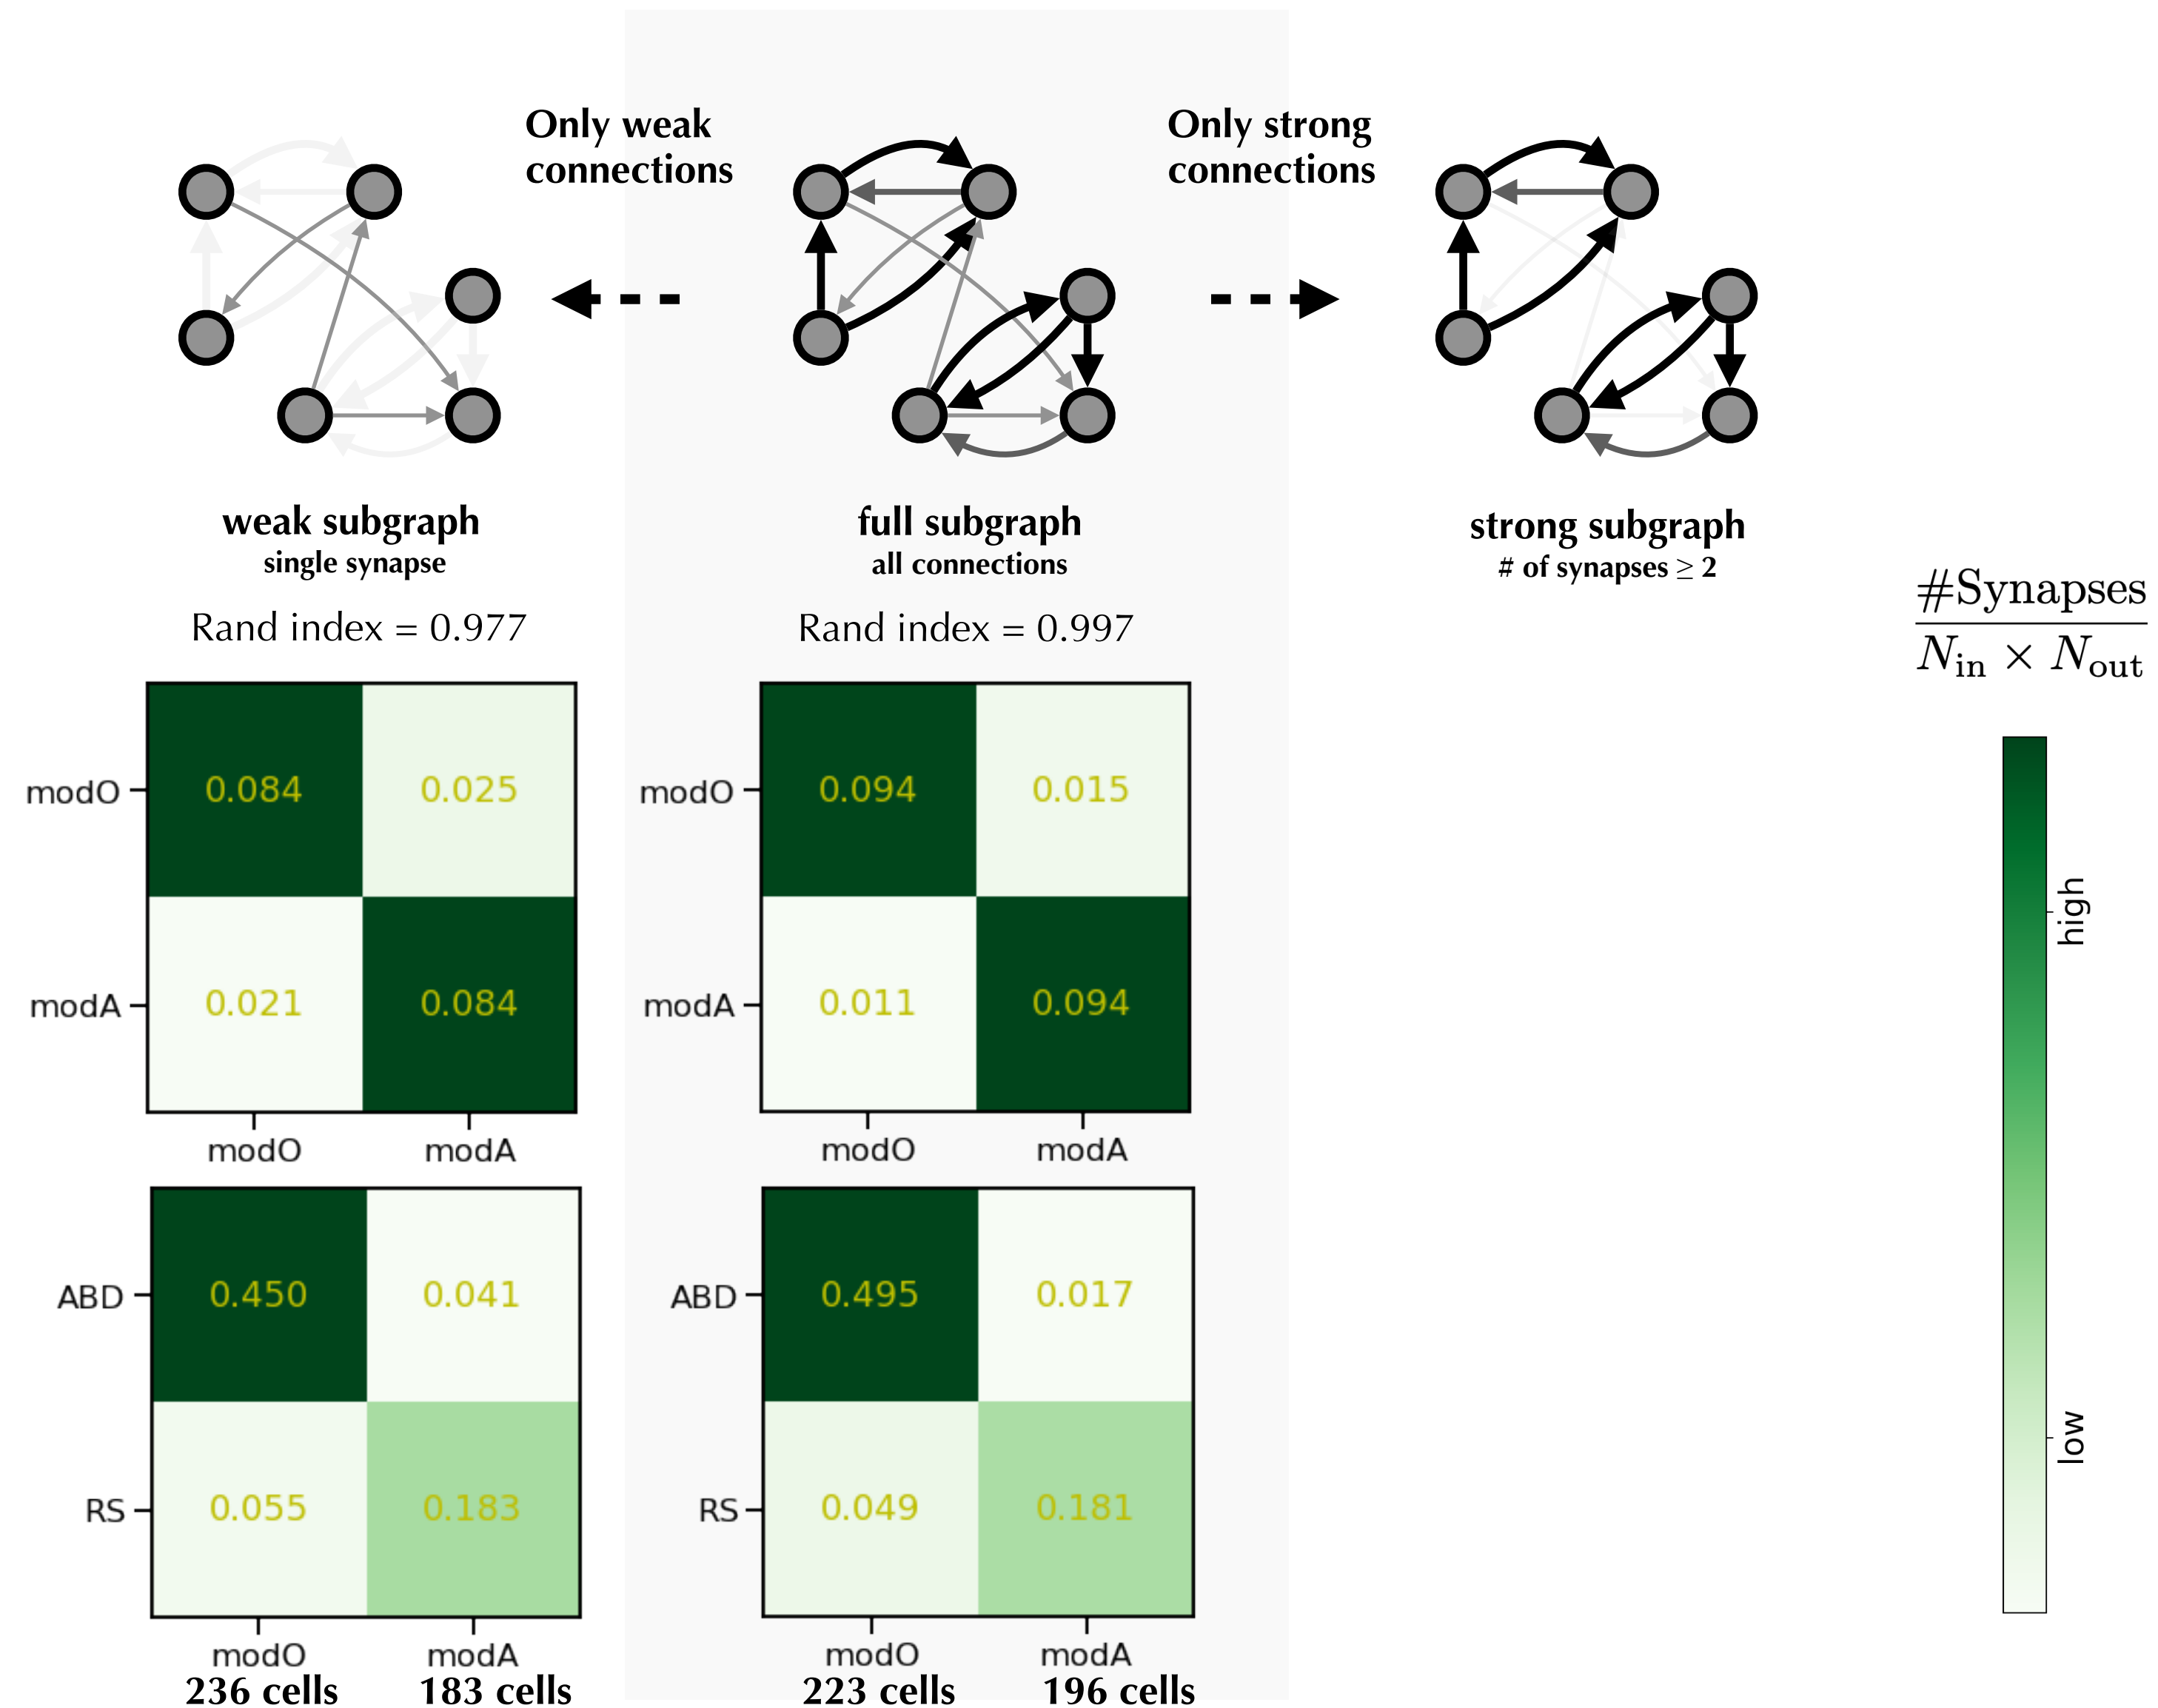 Only weak
connections
Only strong
connections
weak subgraph
single synapse
full subgraph
all connections
strong subgraph
# of synapses ≥ 2
Rand index = 0.977
Rand index = 0.997
#Synapses
N_in × N_out
high
low
modO
0.084
0.025
modA
0.021
0.084
modO
modA
modO
0.094
0.015
modA
0.011
0.094
modO
modA
ABD
0.450
0.041
RS
0.055
0.183
modO
modA
236 cells
183 cells
ABD
0.495
0.017
RS
0.049
0.181
modO
modA
223 cells
196 cells